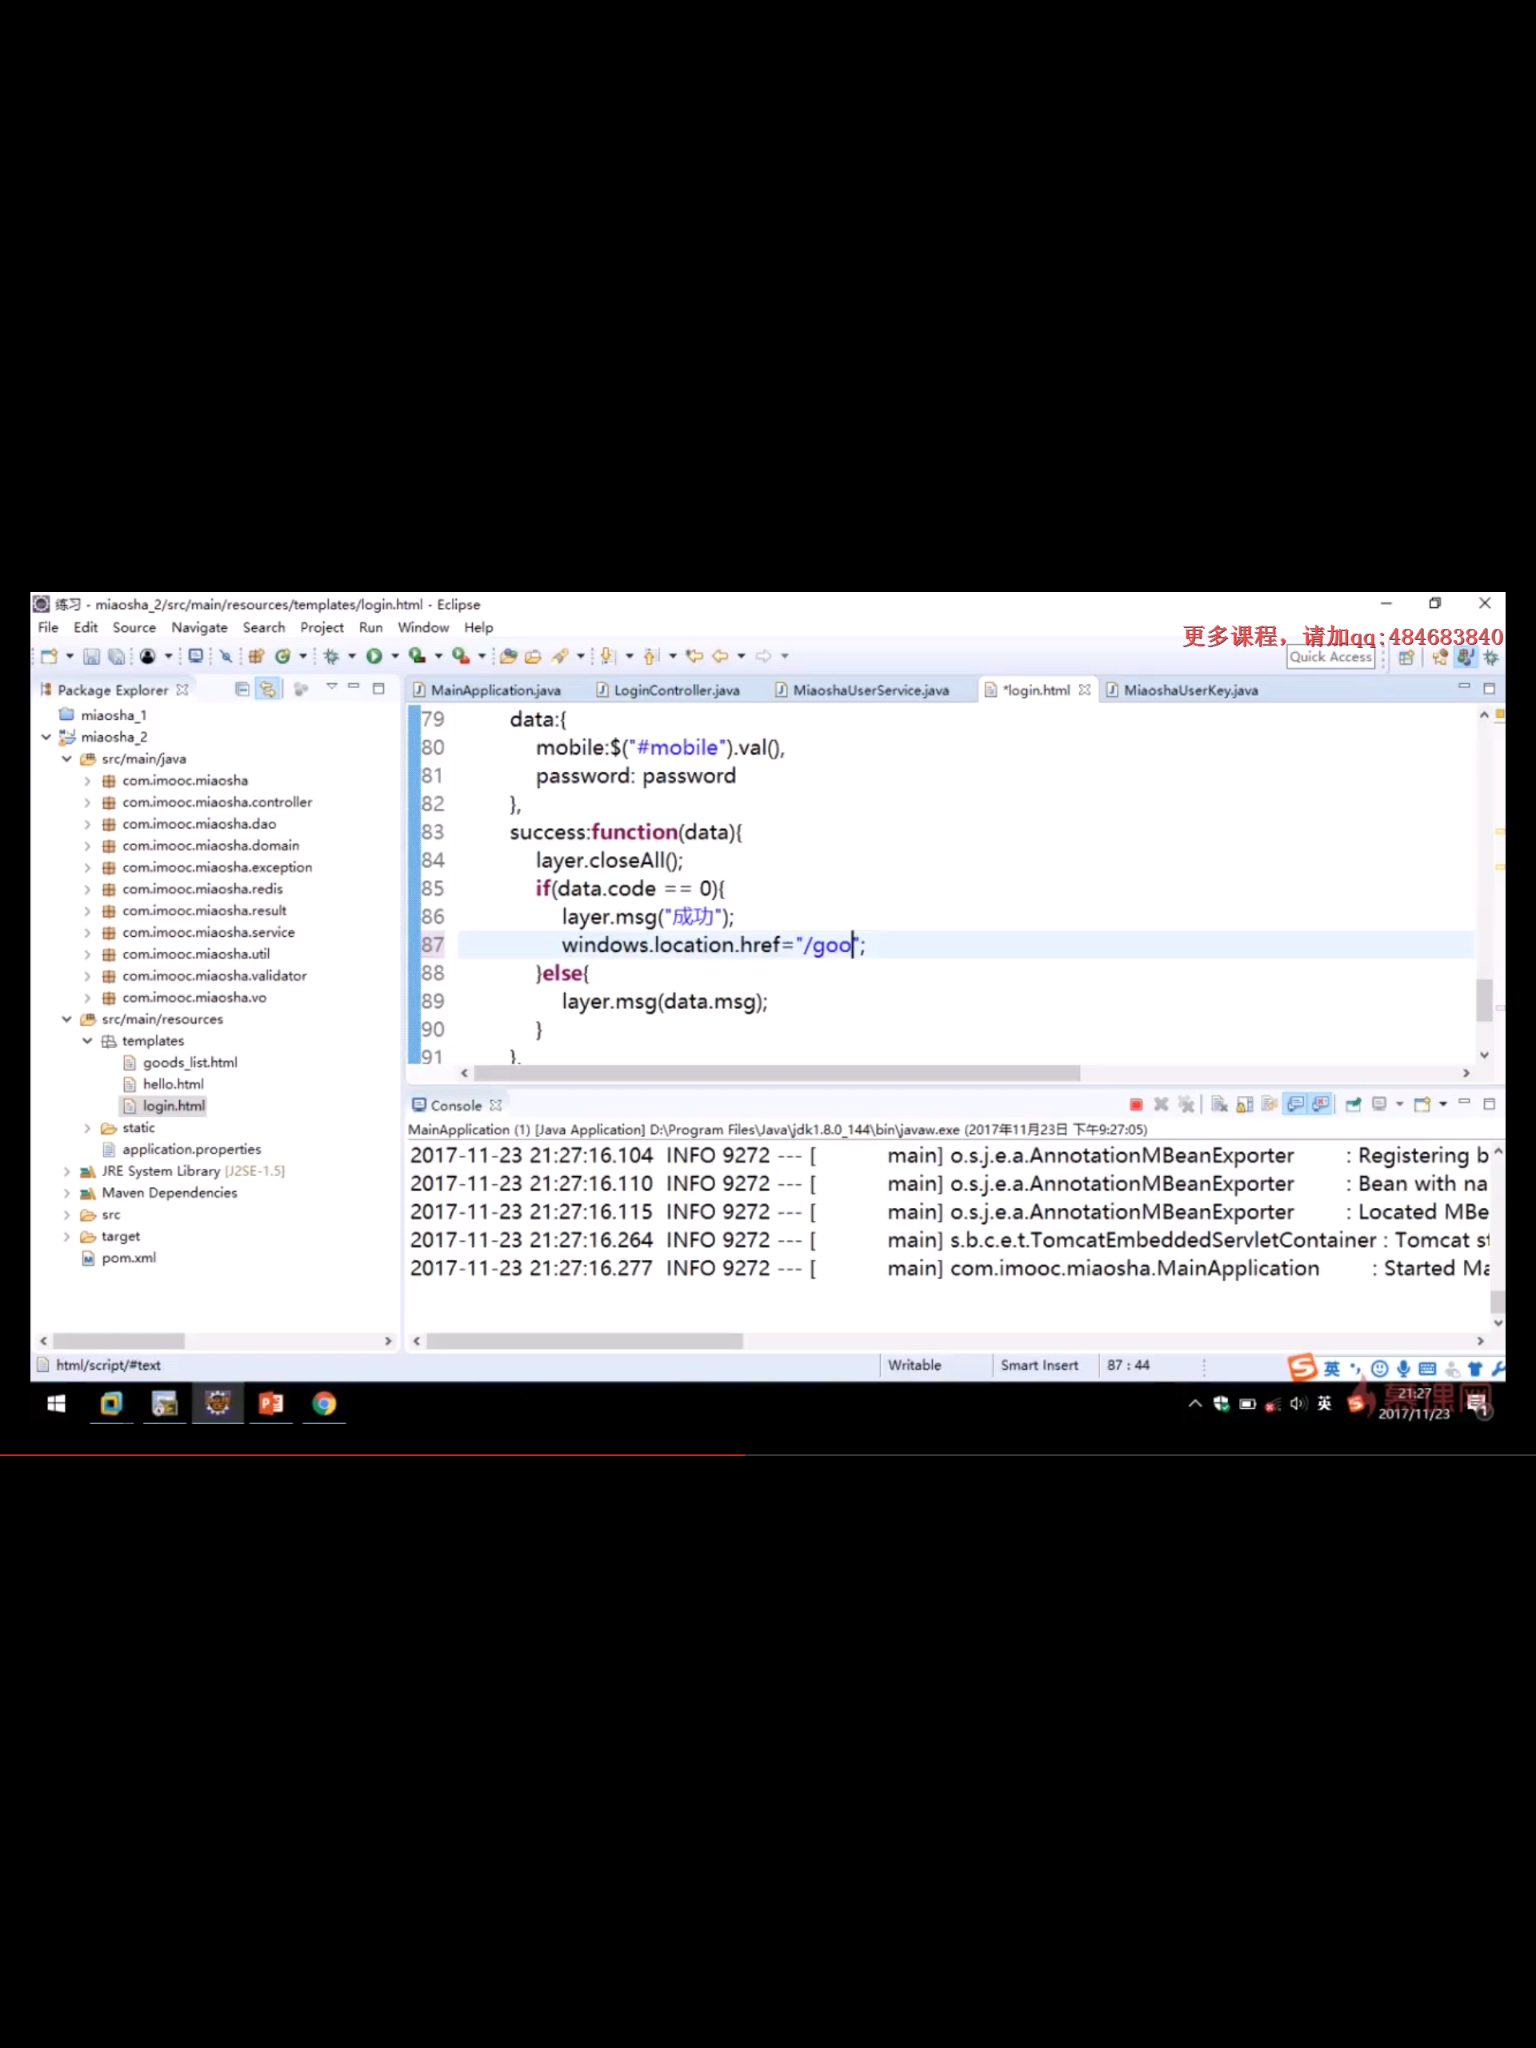 练习 - miaosha_2/src/main/resources/templates/login.html - Eclipse
File Edit Source Navigate Search Project Run Window Help
更多课程，请加qq:484683840
Quick Access
Package Explorer
miaosha_1
miaosha_2
src/main/java
com.imooc.miaosha
com.imooc.miaosha.controller
com.imooc.miaosha.dao
com.imooc.miaosha.domain
com.imooc.miaosha.exception
com.imooc.miaosha.redis
com.imooc.miaosha.result
com.imooc.miaosha.service
com.imooc.miaosha.util
com.imooc.miaosha.validator
com.imooc.miaosha.vo
src/main/resources
templates
goods_list.html
hello.html
login.html
static
application.properties
JRE System Library [J2SE-1.5]
Maven Dependencies
src
target
pom.xml
MainApplication.java LoginController.java MiaoshaUserService.java *login.html MiaoshaUserKey.java
79 data:{
80 mobile:$("#mobile").val(),
81 password: password
82 },
83 success:function(data){
84 layer.closeAll();
85 if(data.code == 0){
86 layer.msg("成功");
87 windows.location.href="/goo";
88 }else{
89 layer.msg(data.msg);
90 }
91 },
Console
MainApplication (1) [Java Application] D:\Program Files\Java\jdk1.8.0_144\bin\javaw.exe (2017年11月23日 下午9:27:05)
2017-11-23 21:27:16.104 INFO 9272 --- [ main] o.s.j.e.a.AnnotationMBeanExporter : Registering b
2017-11-23 21:27:16.110 INFO 9272 --- [ main] o.s.j.e.a.AnnotationMBeanExporter : Bean with na
2017-11-23 21:27:16.115 INFO 9272 --- [ main] o.s.j.e.a.AnnotationMBeanExporter : Located MBe
2017-11-23 21:27:16.264 INFO 9272 --- [ main] s.b.c.e.t.TomcatEmbeddedServletContainer : Tomcat st
2017-11-23 21:27:16.277 INFO 9272 --- [ main] com.imooc.miaosha.MainApplication : Started Ma
html/script/#text Writable Smart Insert 87 : 44
英
英
慕课网
21:27
2017/11/23